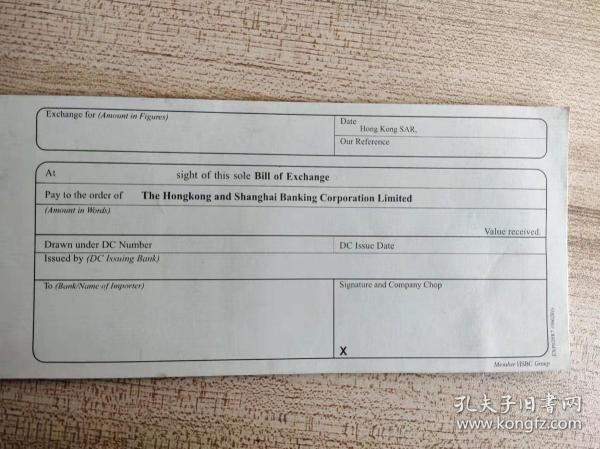 Exchange for (Amount in Figures)
Date
Hong Kong SAR,
Our Reference
At sight of this sole Bill of Exchange
Pay to the order of The Hongkong and Shanghai Banking Corporation Limited
(Amount in Words)
Value received.
Drawn under DC Number
DC Issue Date
Issued by (DC Issuing Bank)
To (Bank/Name of Importer)
Signature and Company Chop
X
Member HSBC Group
孔夫子旧书网
www.kongfz.com